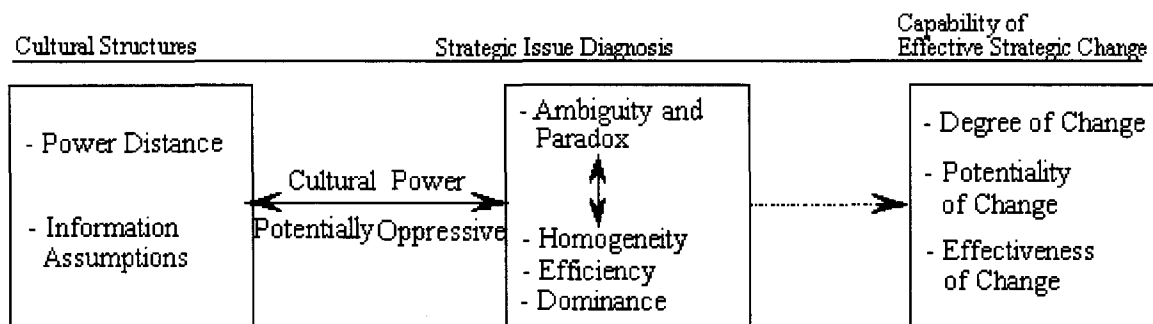 Cultural Structures
Strategic Issue Diagnosis
Capability of
Effective Strategic Change
- Power Distance
- Information
Assumptions
Cultural Power
Potentially Oppressive
- Ambiguity and
Paradox
- Homogeneity
- Efficiency
- Dominance
- Degree of Change
- Potentiality
of Change
- Effectiveness
of Change